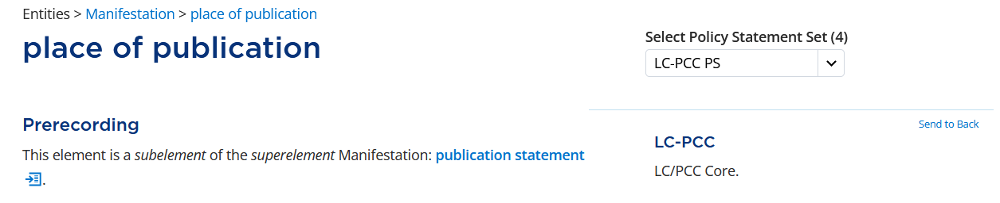 Entities > Manifestation > place of publication
place of publication
Select Policy Statement Set (4)
LC-PCC PS
Prerecording
This element is a subelement of the superelement Manifestation: publication statement
.
Send to Back
LC-PCC
LC/PCC Core.